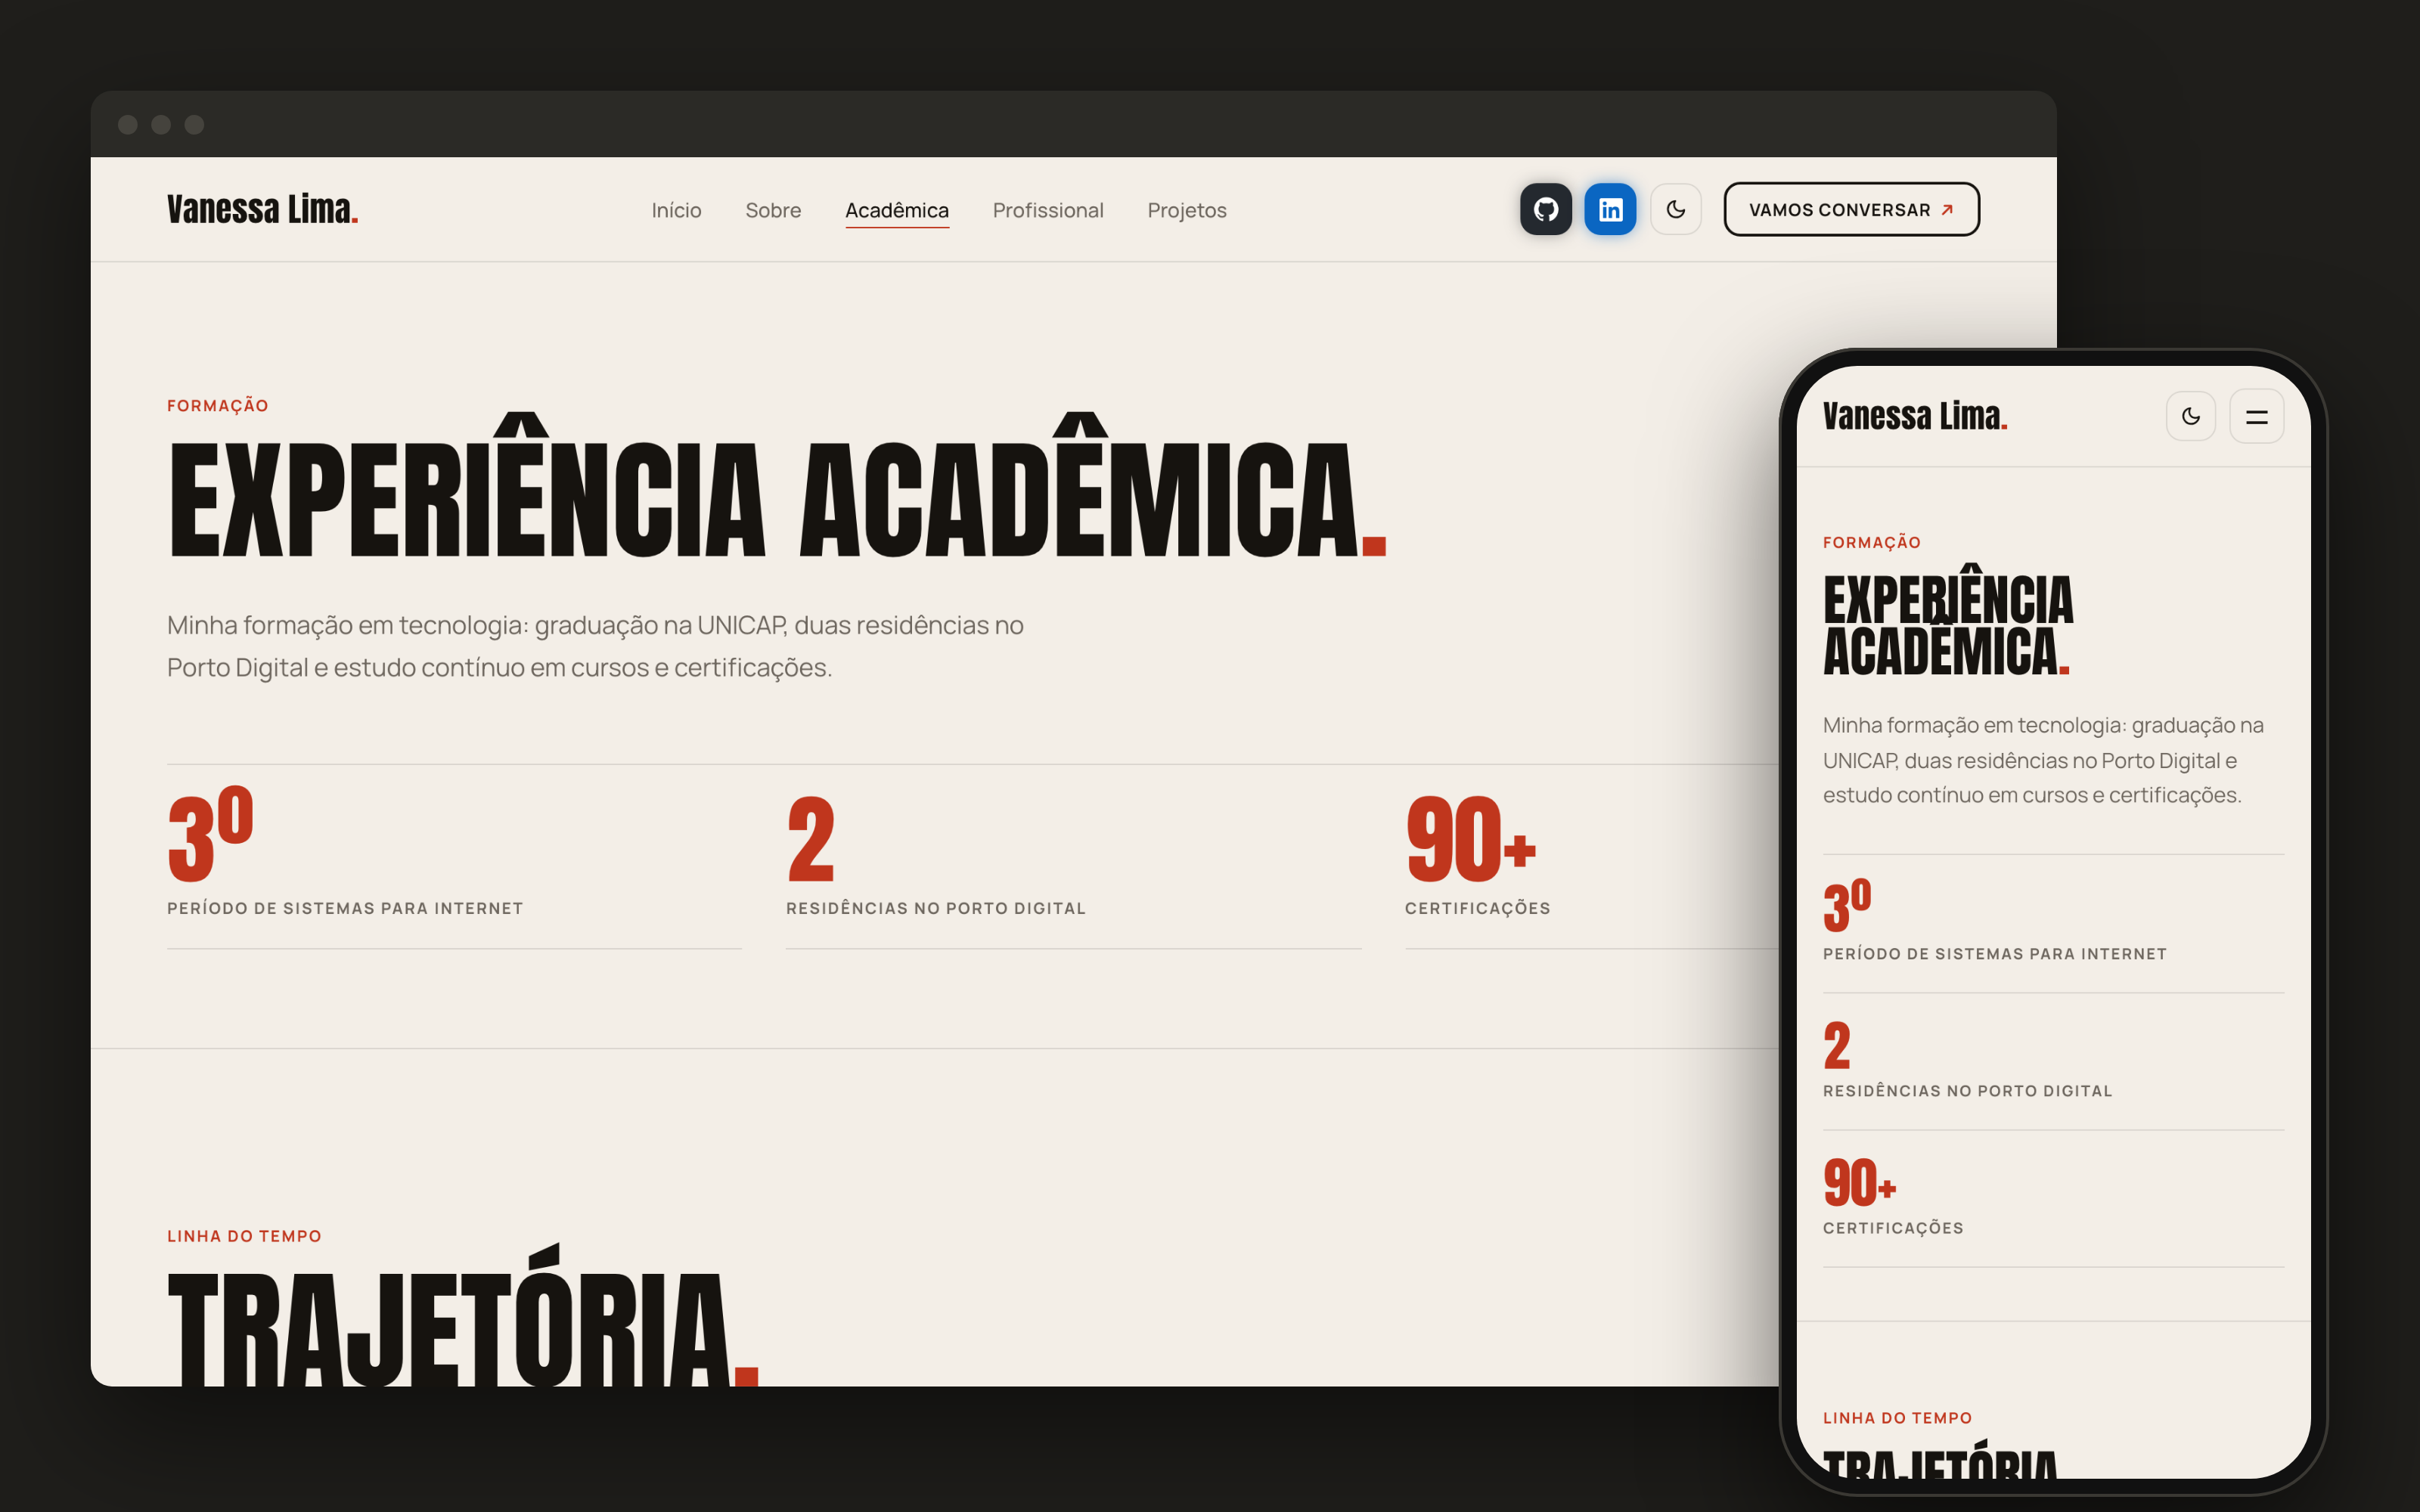 Vanessa Lima.
Início Sobre Acadêmica Profissional Projetos
in
VAMOS CONVERSAR
FORMAÇÃO
EXPERIÊNCIA ACADÊMICA.
Minha formação em tecnologia: graduação na UNICAP, duas residências no
Porto Digital e estudo contínuo em cursos e certificações.
3º
PERÍODO DE SISTEMAS PARA INTERNET
2
RESIDÊNCIAS NO PORTO DIGITAL
90+
CERTIFICAÇÕES
LINHA DO TEMPO
TRAJETÓRIA.
Vanessa Lima.
FORMAÇÃO
EXPERIÊNCIA
ACADÊMICA.
Minha formação em tecnologia: graduação na
UNICAP, duas residências no Porto Digital e
estudo contínuo em cursos e certificações.
3º
PERÍODO DE SISTEMAS PARA INTERNET
2
RESIDÊNCIAS NO PORTO DIGITAL
90+
CERTIFICAÇÕES
LINHA DO TEMPO
TRAJETÓRIA